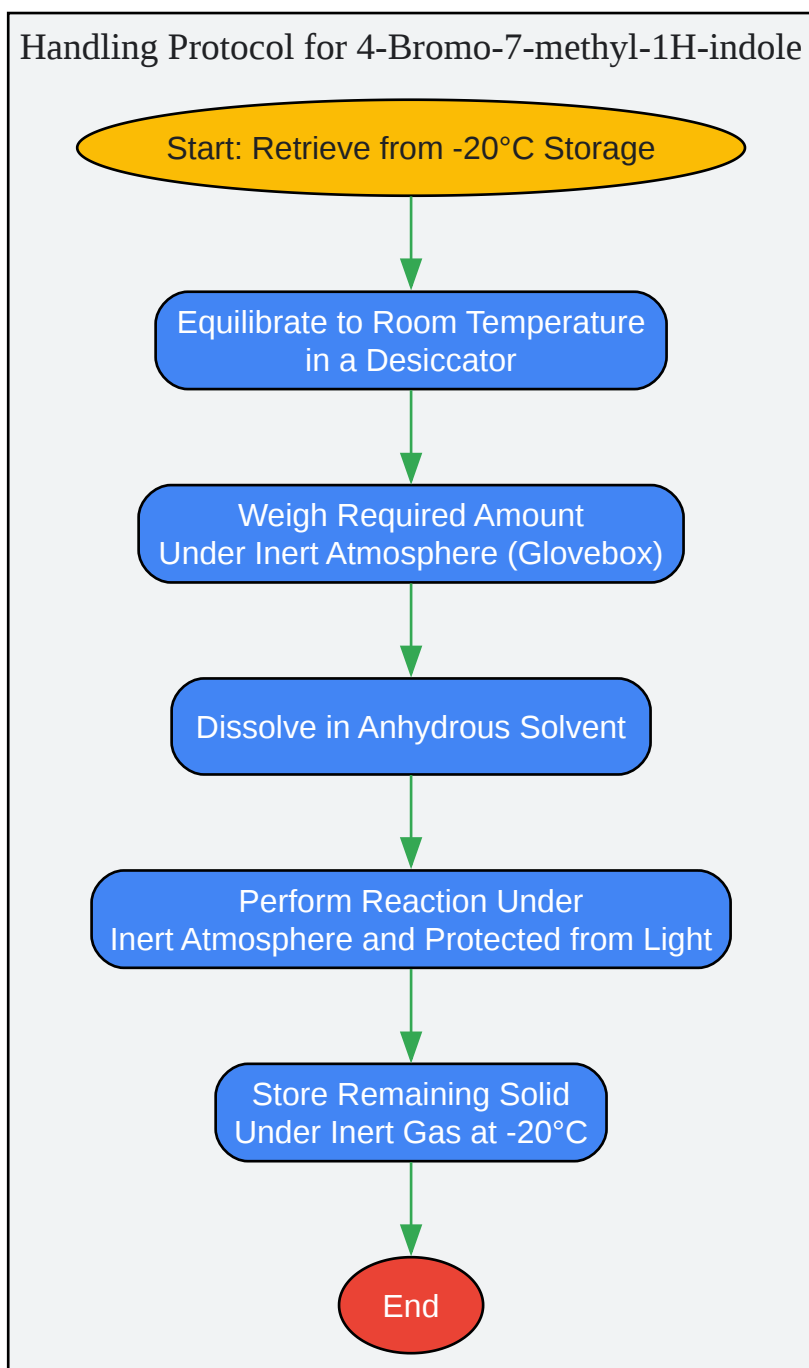 Handling Protocol for 4-Bromo-7-methyl-1H-indole
Start: Retrieve from -20°C Storage
Equilibrate to Room Temperature
in a Desiccator
Weigh Required Amount
Under Inert Atmosphere (Glovebox)
Dissolve in Anhydrous Solvent
Perform Reaction Under
Inert Atmosphere and Protected from Light
Store Remaining Solid
Under Inert Gas at -20°C
End